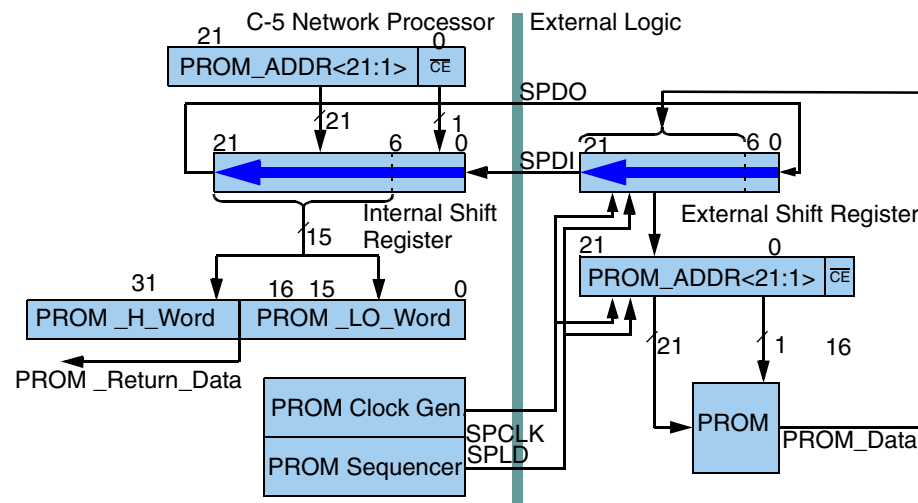 C-5 Network Processor
External Logic
21
0
PROM_ADDR<21:1>
CE
SPDO
21
1
21
6
0
SPDI
21
6
0
Internal Shift
Register
External Shift Register
15
21
0
PROM_ADDR<21:1>
CE
31
16
15
0
PROM _H_Word
PROM _LO_Word
21
1
16
PROM _Return_Data
PROM Clock Gen.
PROM
SPCLK
PROM_Data
SPLD
PROM Sequencer